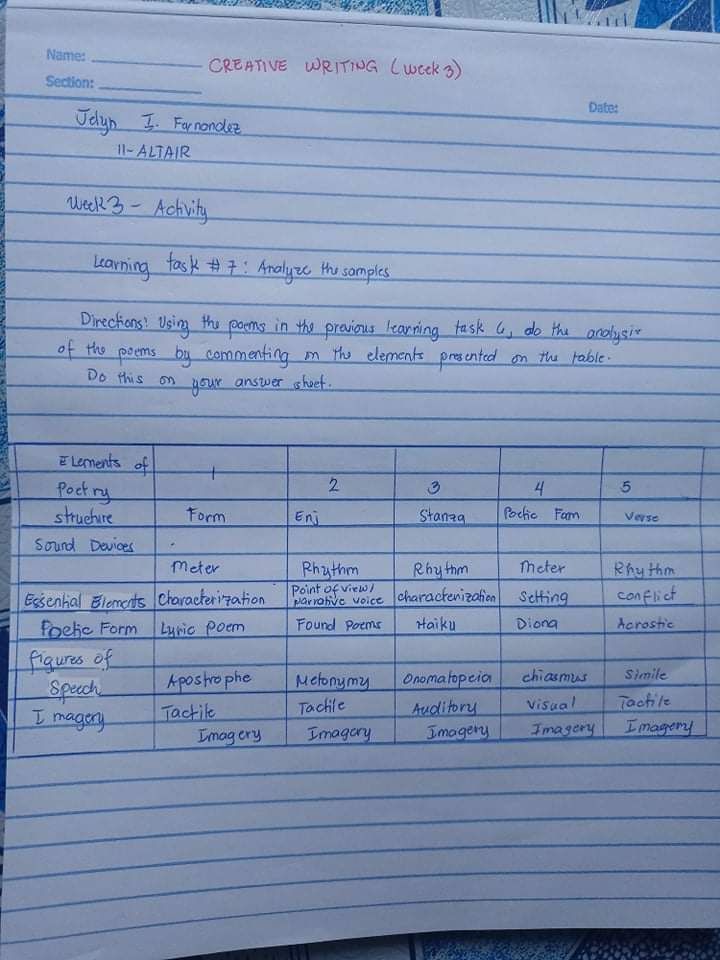 Name: CREATIVE WRITING (Week 3)
Section:
Date:
Jelyn I. Farnandez
11-ALTAIR
Week 3 - Activity
Learning task # 7 : Analyze the samples
Directions: Using the poems in the previous learning task 6, do the analysis
of the poems by commenting on the elements presented on the table.
Do this on your answer sheet.
Elements of
Poetry 1 2 3 4 5
structure Form Enj Stanza Poetic Fam Verse
Sound Devices
Meter Rhythm Rhythm Meter Rhythm
Essential Elements Characterization Point of view/ narrative voice characterization Setting conflict
Poetic Form Lyric Poem Found Poems Haiku Diona Acrostic
figures of
Speech Apostrophe Metonymy Onomatopeia chiasmus Simile
Imagery Tactile Tactile Auditory visual Tactile
Imagery Imagery Imagery Imagery Imagery